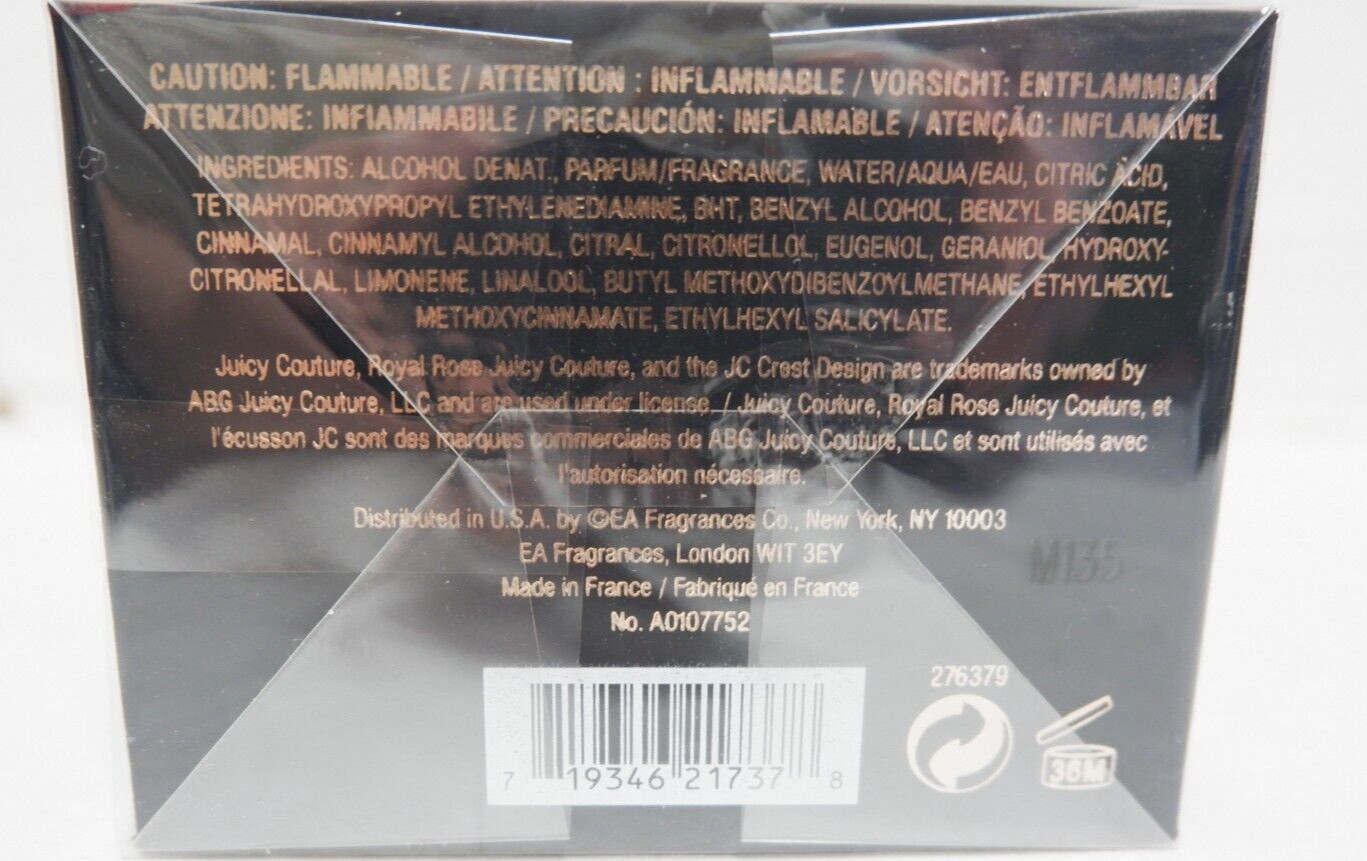 CAUTION: FLAMMABLE / ATTENTION : INFLAMMABLE / VORSICHT: ENTFLAMMBAR
ATTENZIONE: INFIAMMABILE / PRECAUCIÓN: INFLAMABLE / ATENÇÃO: INFLAMÁVEL
INGREDIENTS: ALCOHOL DENAT., PARFUM/FRAGRANCE, WATER/AQUA/EAU, CITRIC ACID,
TETRAHYDROXYPROPYL ETHYLENEDIAMINE, BHT, BENZYL ALCOHOL, BENZYL BENZOATE,
CINNAMAL, CINNAMYL ALCOHOL, CITRAL, CITRONELLOL, EUGENOL, GERANIOL, HYDROXY-
CITRONELLAL, LIMONENE, LINALOOL, BUTYL METHOXYDIBENZOYLMETHANE, ETHYLHEXYL
METHOXYCINNAMATE, ETHYLHEXYL SALICYLATE.
Juicy Couture, Royal Rose Juicy Couture, and the JC Crest Design are trademarks owned by
ABG Juicy Couture, LLC and are used under license. / Juicy Couture, Royal Rose Juicy Couture, et
l'écusson JC sont des marques commerciales de ABG Juicy Couture, LLC et sont utilisés avec
l'autorisation nécessaire.
Distributed in U.S.A. by ©EA Fragrances Co., New York, NY 10003
EA Fragrances, London W1T 3EY
Made in France / Fabriqué en France
No. A0107752
M135
276379
36M
7 19346 21737 8